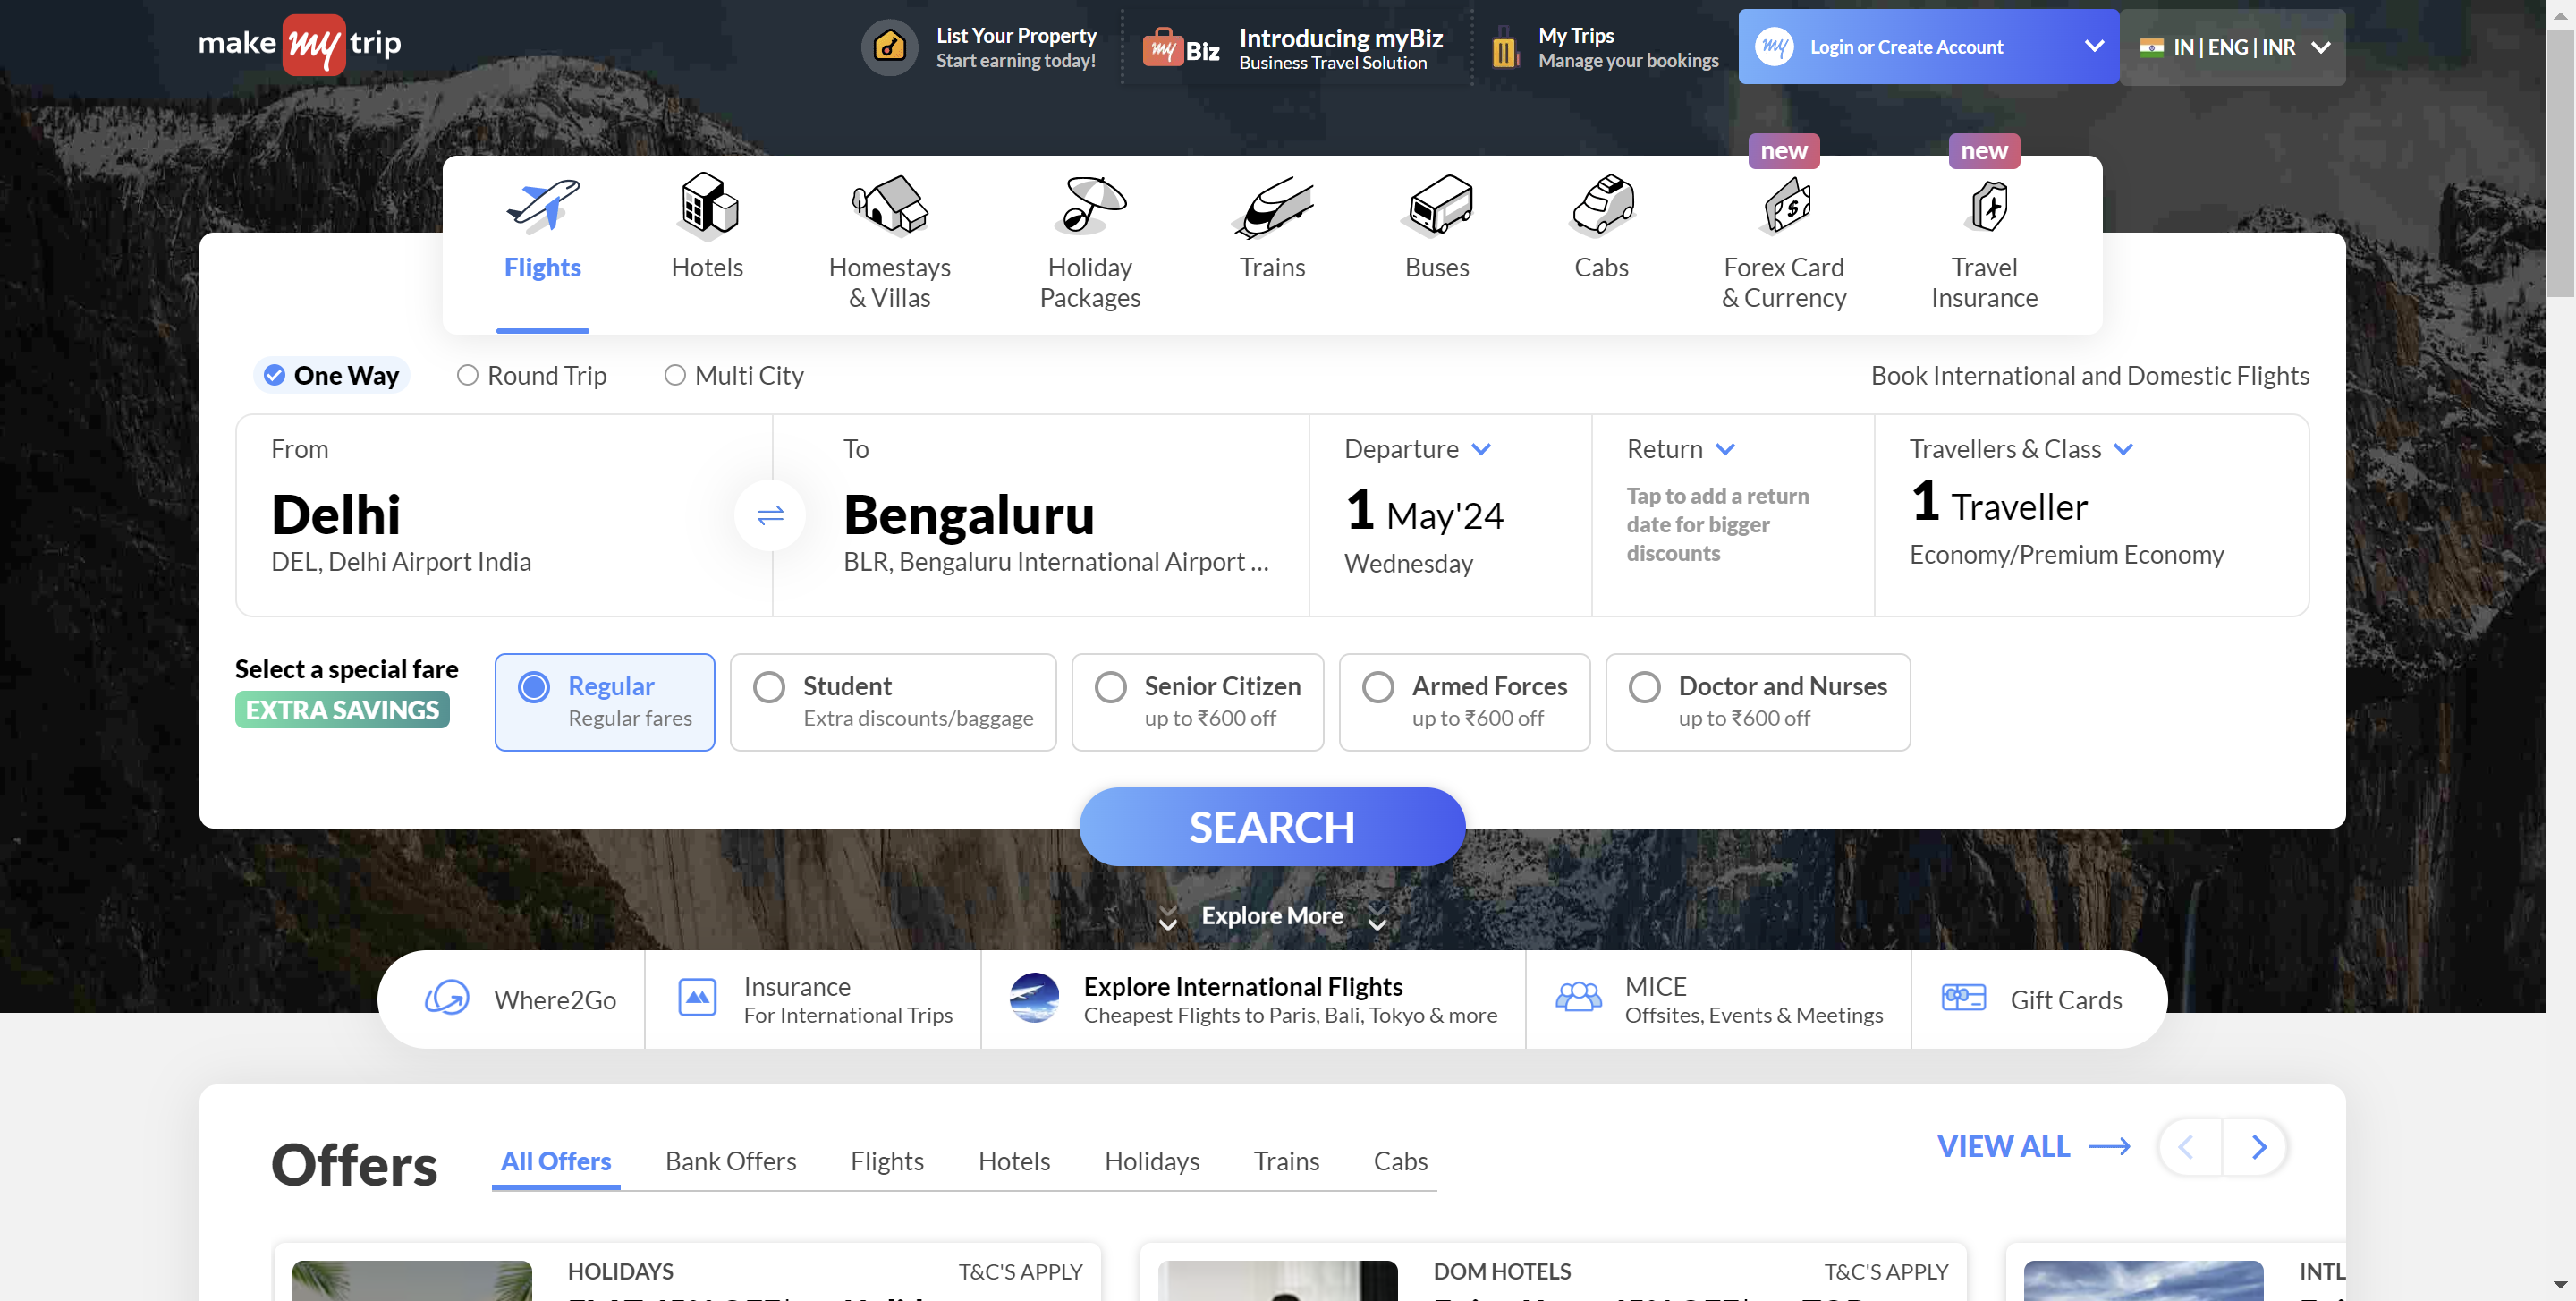 make my trip
List Your Property
Start earning today!
my Biz
Introducing myBiz
Business Travel Solution
My Trips
Manage your bookings
my
Login or Create Account
IN | ENG | INR
new
new
Flights
Hotels
Homestays
& Villas
Holiday
Packages
Trains
Buses
Cabs
Forex Card
& Currency
Travel
Insurance
One Way
Round Trip
Multi City
Book International and Domestic Flights
From
Delhi
DEL, Delhi Airport India
To
Bengaluru
BLR, Bengaluru International Airport ...
Departure
1 May'24
Wednesday
Return
Tap to add a return
date for bigger
discounts
Travellers & Class
1 Traveller
Economy/Premium Economy
Select a special fare
EXTRA SAVINGS
Regular
Regular fares
Student
Extra discounts/baggage
Senior Citizen
up to ₹600 off
Armed Forces
up to ₹600 off
Doctor and Nurses
up to ₹600 off
SEARCH
Explore More
Where2Go
Insurance
For International Trips
Explore International Flights
Cheapest Flights to Paris, Bali, Tokyo & more
MICE
Offsites, Events & Meetings
Gift Cards
Offers
All Offers
Bank Offers
Flights
Hotels
Holidays
Trains
Cabs
VIEW ALL
HOLIDAYS
T&C'S APPLY
DOM HOTELS
T&C'S APPLY
INTL